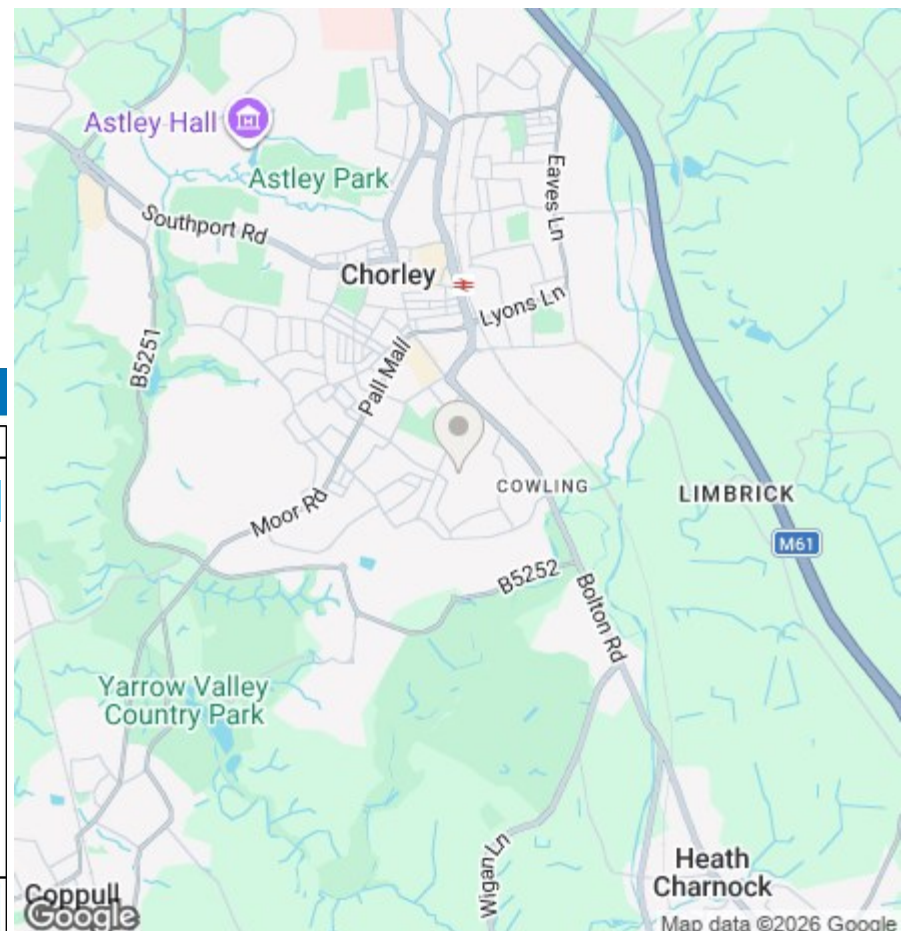 Astley Hall
Astley Park
Eaves Ln
Southport Rd
Chorley
Lyons Ln
B5251
Pall Mall
COWLING
LIMBRICK
Moor Rd
M61
B5252
Bolton Rd
Yarrow Valley
Country Park
Wigan Ln
Heath
Charnock
Coppull
Google
Map data ©2026 Google